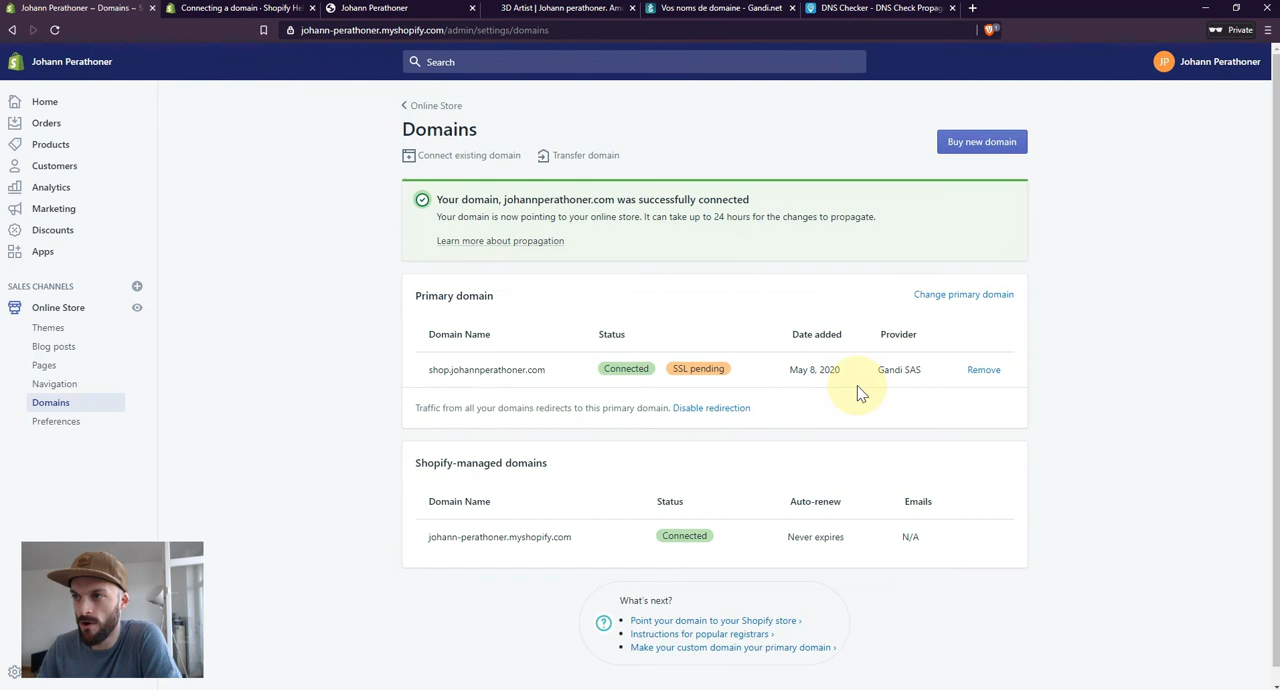 Johann Perathoner ~ Domains ~ S
Connecting a domain · Shopify Hel
Johann Perathoner
3D Artist | Johann perathoner. Ama
Vos noms de domaine - Gandi.net
DNS Checker - DNS Check Propag
johann-perathoner.myshopify.com/admin/settings/domains
Private
Johann Perathoner
Search
JP
Johann Perathoner
Home
Orders
Products
Customers
Analytics
Marketing
Discounts
Apps
SALES CHANNELS
Online Store
Themes
Blog posts
Pages
Navigation
Domains
Preferences
Online Store
Domains
Connect existing domain
Transfer domain
Buy new domain
Your domain, johannperathoner.com was successfully connected
Your domain is now pointing to your online store. It can take up to 24 hours for the changes to propagate.
Learn more about propagation
Primary domain
Change primary domain
Domain Name Status Date added Provider
shop.johannperathoner.com Connected SSL pending May 8, 2020 Gandi SAS Remove
Traffic from all your domains redirects to this primary domain. Disable redirection
Shopify-managed domains
Domain Name Status Auto-renew Emails
johann-perathoner.myshopify.com Connected Never expires N/A
What's next?
Point your domain to your Shopify store ›
Instructions for popular registrars ›
Make your custom domain your primary domain ›